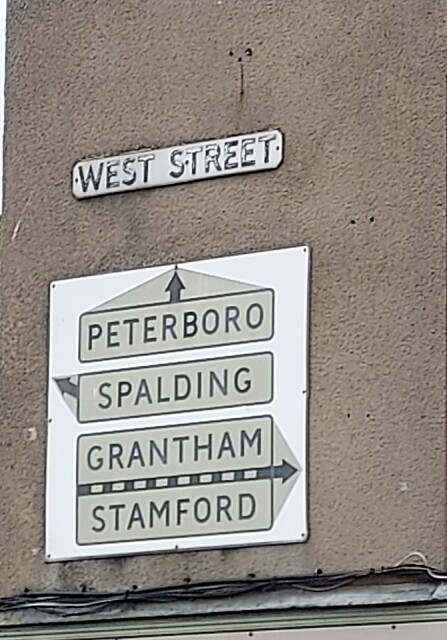 WEST STREET
PETERBORO
SPALDING
GRANTHAM
STAMFORD